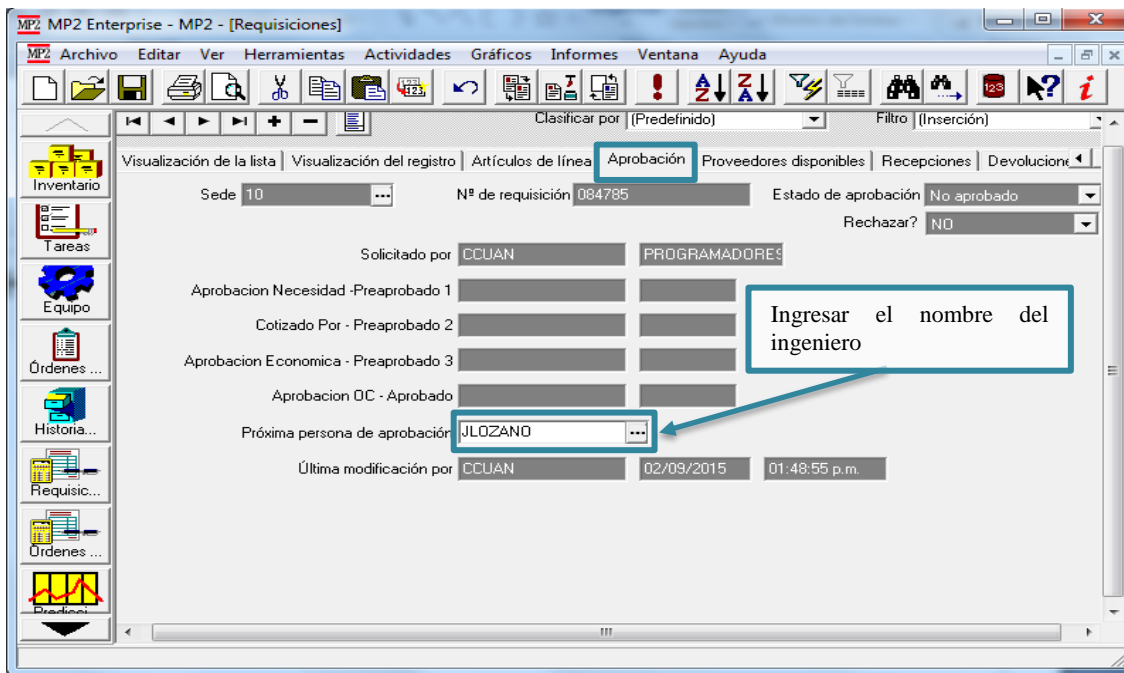 MP2 MP2 Enterprise - MP2 - [Requisiciones]
MP2 Archivo Editar Ver Herramientas Actividades Gráficos Informes Ventana Ayuda
Clasificar por (Predefinido) Filtro (Inserción)
Visualización de la lista Visualización del registro Artículos de línea Aprobación Proveedores disponibles Recepciones Devolucione
Sede 10 ... Nº de requisición 084785 Estado de aprobación No aprobado
Rechazar? NO
Solicitado por CCUAN PROGRAMADORES
Aprobacion Necesidad -Preaprobado 1
Cotizado Por - Preaprobado 2
Aprobacion Economica - Preaprobado 3
Aprobacion OC - Aprobado
Próxima persona de aprobación JLOZANO ...
Última modificación por CCUAN 02/09/2015 01:48:55 p.m.
Ingresar el nombre del
ingeniero
Inventario
Tareas
Equipo
Órdenes ...
Historia...
Requisic...
Órdenes ...